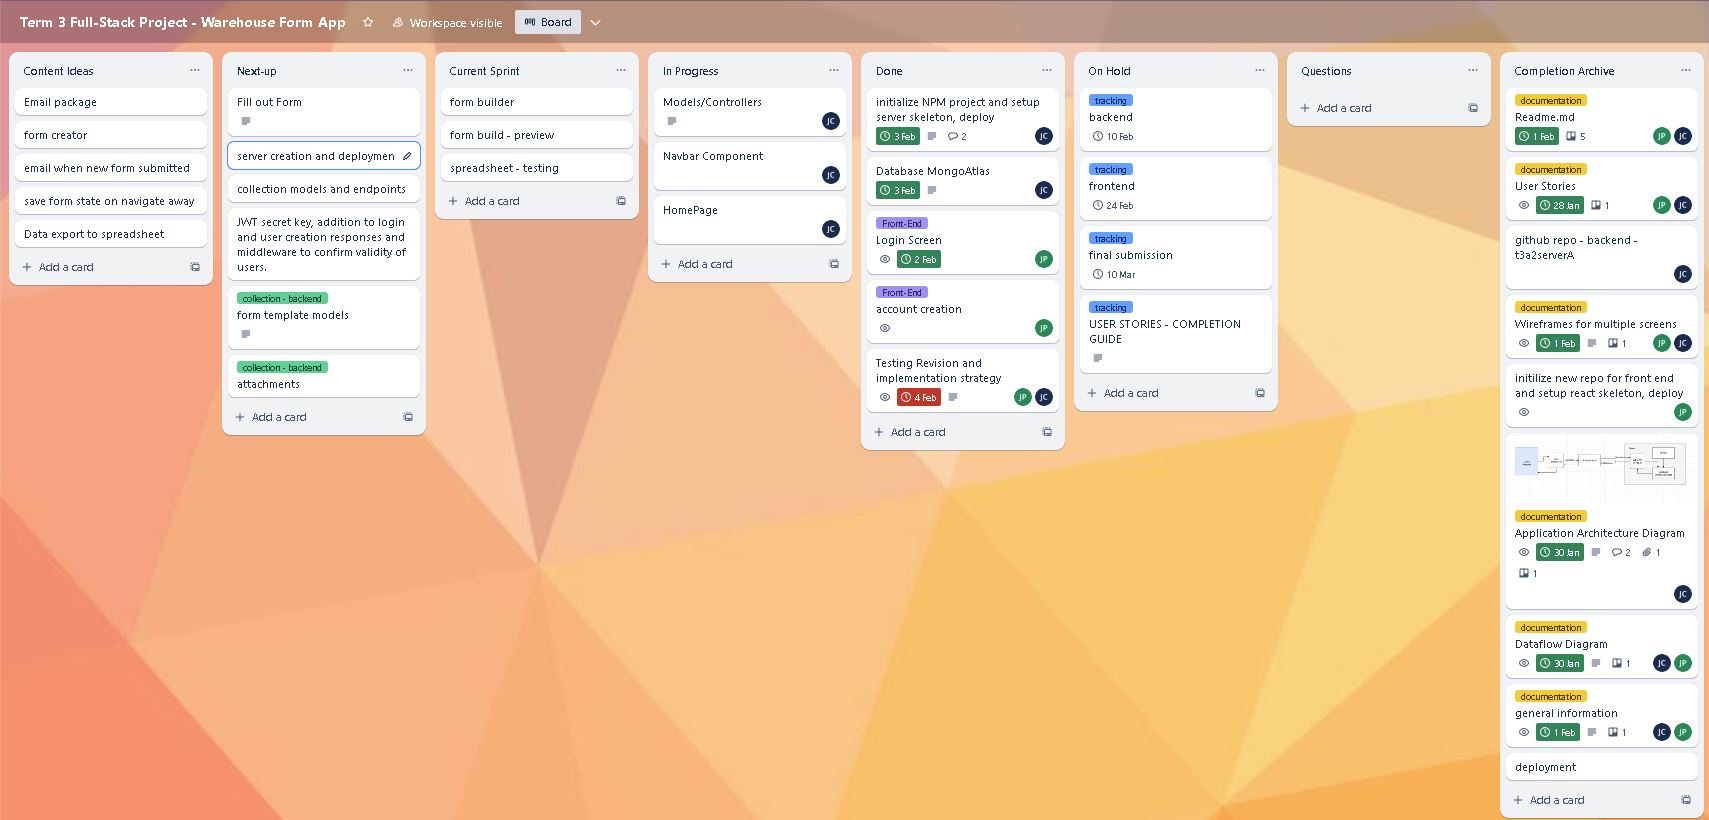 Term 3 Full-Stack Project - Warehouse Form App
Workspace visible
Board
Content Ideas
Email package
form creator
email when new form submitted
save form state on navigate away
Data export to spreadsheet
Add a card
Next-up
Fill out Form
server creation and deploymen
collection models and endpoints
JWT secret key, addition to login
and user creation responses and
middleware to confirm validity of
users.
collection - backend
form template models
collection - backend
attachments
Add a card
Current Sprint
form builder
form build - preview
spreadsheet - testing
Add a card
In Progress
Models/Controllers
JC
Navbar Component
JC
HomePage
JC
Add a card
Done
initialize NPM project and setup
server skeleton, deploy
3 Feb 2 JC
Database MongoAtlas
3 Feb JC
Front-End
Login Screen
2 Feb JP
Front-End
account creation
JP
Testing Revision and
implementation strategy
4 Feb JP JC
Add a card
On Hold
tracking
backend
10 Feb
tracking
frontend
24 Feb
tracking
final submission
10 Mar
tracking
USER STORIES - COMPLETION
GUIDE
Add a card
Questions
Add a card
Completion Archive
documentation
Readme.md
1 Feb 5 JP JC
documentation
User Stories
28 Jan 1 JP JC
github repo - backend -
t3a2serverA
JC
documentation
Wireframes for multiple screens
1 Feb 1 JP JC
initilize new repo for front end
and setup react skeleton, deploy
JP
documentation
Application Architecture Diagram
30 Jan 2 1
1
JC
documentation
Dataflow Diagram
30 Jan 1 JC JP
documentation
general information
1 Feb 1 JC JP
deployment
Add a card